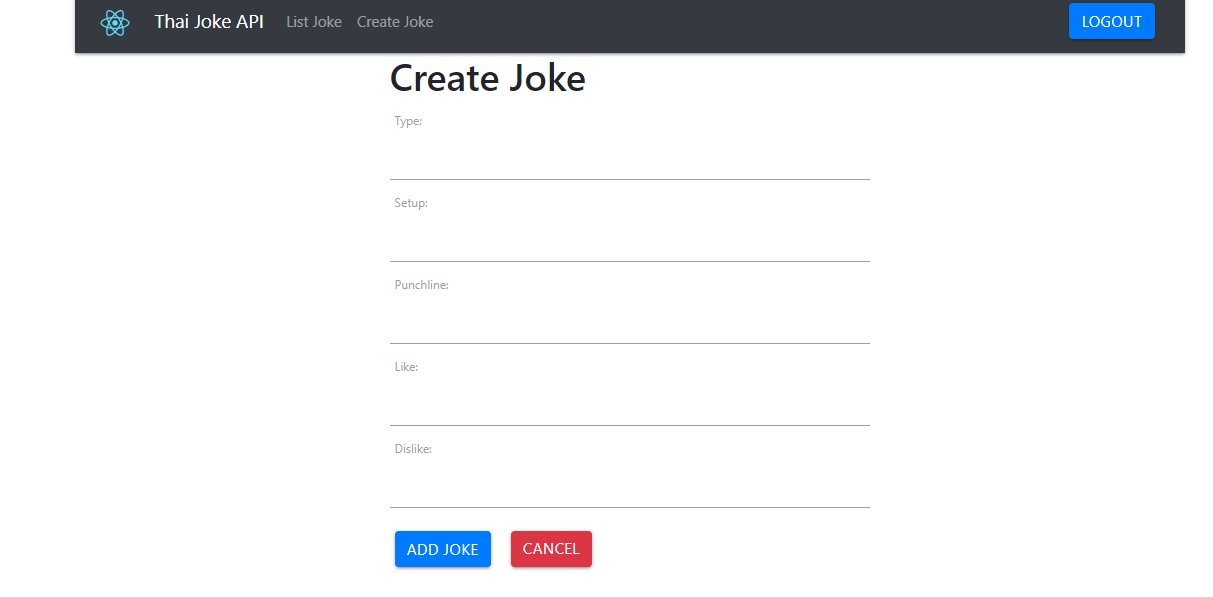 Thai Joke API List Joke Create Joke LOGOUT
Create Joke
Type:
Setup:
Punchline:
Like:
Dislike:
ADD JOKE CANCEL